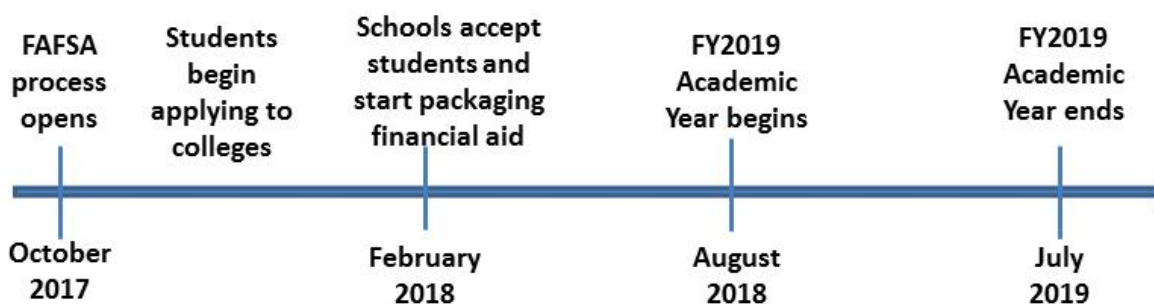 FAFSA
process
opens
Students
begin
applying to
colleges
Schools accept
students and
start packaging
financial aid
FY2019
Academic
Year begins
FY2019
Academic
Year ends
October
2017
February
2018
August
2018
July
2019